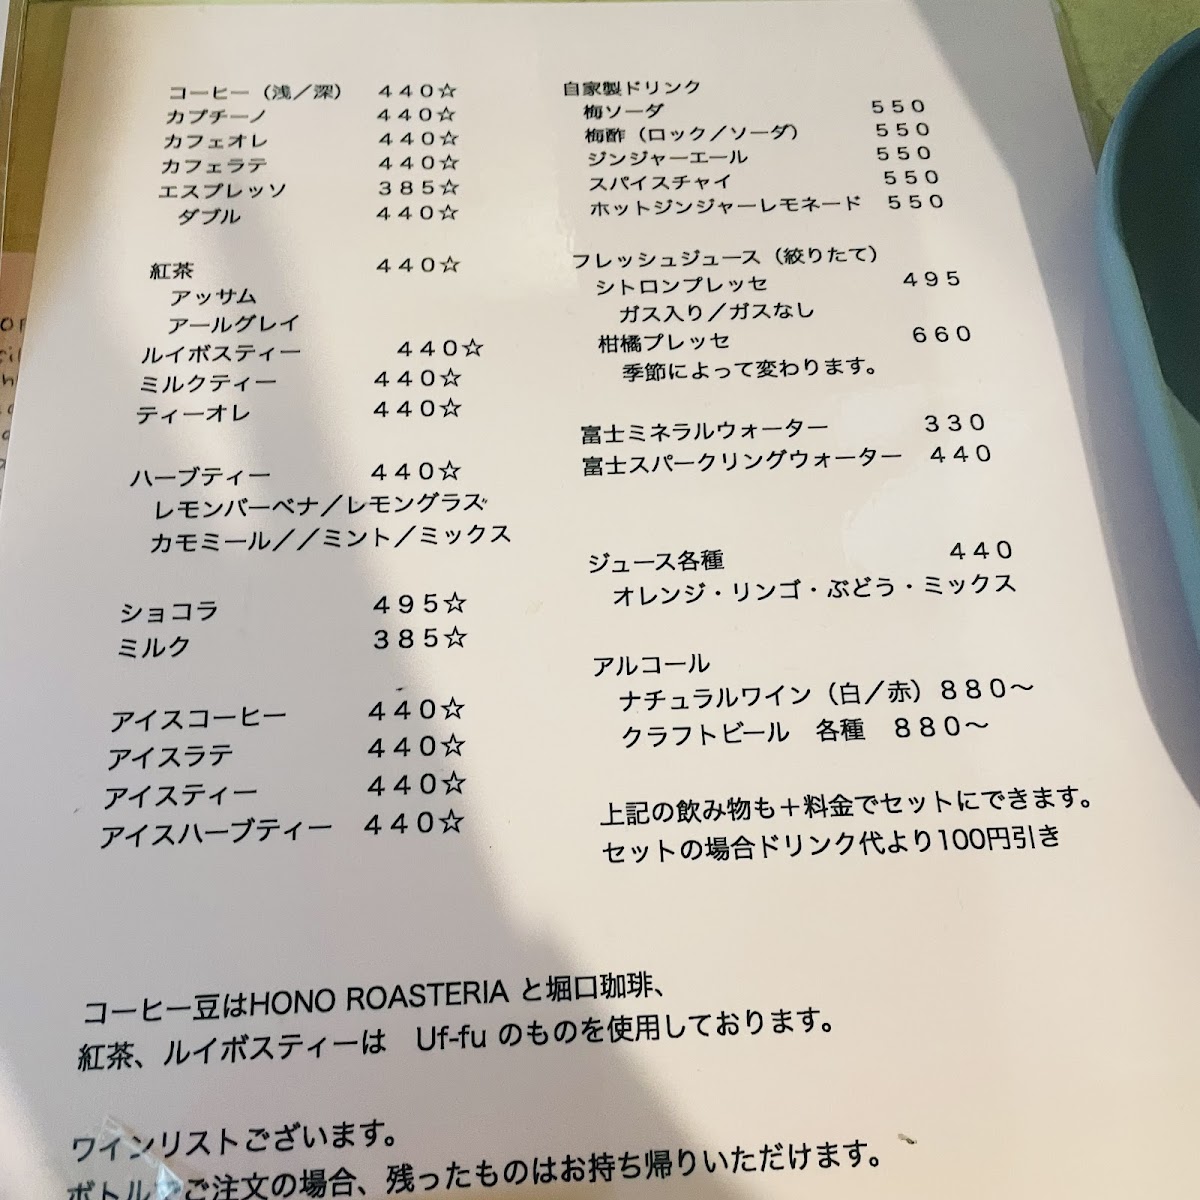 コーヒー（浅／深） ４４０☆
カプチーノ ４４０☆
カフェオレ ４４０☆
カフェラテ ４４０☆
エスプレッソ ３８５☆
ダブル ４４０☆
紅茶 ４４０☆
アッサム
アールグレイ
ルイボスティー ４４０☆
ミルクティー ４４０☆
ティーオレ ４４０☆
ハーブティー ４４０☆
レモンバーベナ／レモングラス
カモミール／／ミント／ミックス
ショコラ ４９５☆
ミルク ３８５☆
アイスコーヒー ４４０☆
アイスラテ ４４０☆
アイスティー ４４０☆
アイスハーブティー ４４０☆
自家製ドリンク
梅ソーダ ５５０
梅酢（ロック／ソーダ） ５５０
ジンジャーエール ５５０
スパイスチャイ ５５０
ホットジンジャーレモネード ５５０
フレッシュジュース（絞りたて）
シトロンプレッセ ４９５
ガス入り／ガスなし
柑橘プレッセ ６６０
季節によって変わります。
富士ミネラルウォーター ３３０
富士スパークリングウォーター ４４０
ジュース各種 ４４０
オレンジ・リンゴ・ぶどう・ミックス
アルコール
ナチュラルワイン（白／赤）８８０～
クラフトビール 各種 ８８０～
上記の飲み物も＋料金でセットにできます。
セットの場合ドリンク代より100円引き
コーヒー豆はHONO ROASTERIA と堀口珈琲、
紅茶、ルイボスティーは Uf-fu のものを使用しております。
ワインリストございます。
ボトルでご注文の場合、残ったものはお持ち帰りいただけます。